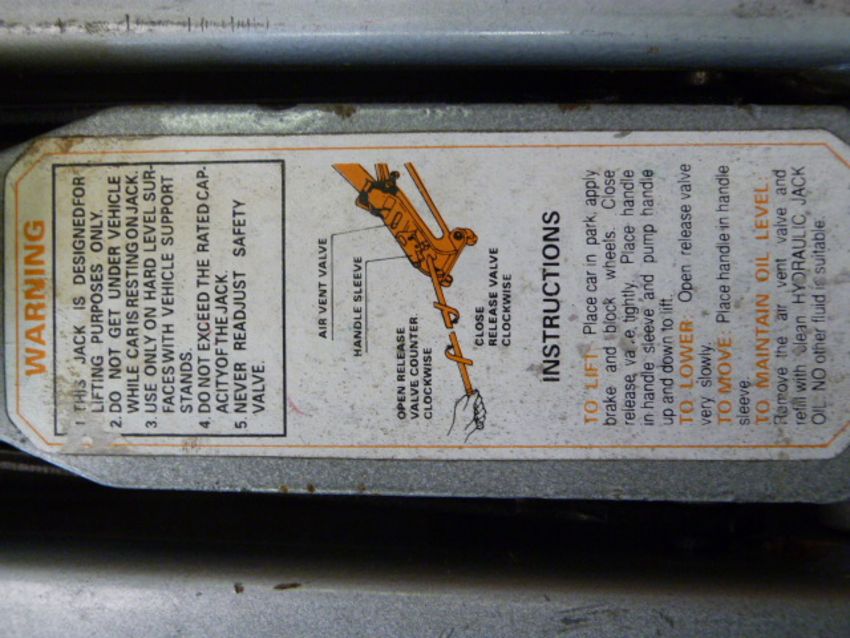 WARNING
1 THIS JACK IS DESIGNED FOR
LIFTING PURPOSES ONLY.
2. DO NOT GET UNDER VEHICLE
WHILE CAR IS RESTING ON JACK.
3. USE ONLY ON HARD LEVEL SUR-
FACES WITH VEHICLE SUPPORT
STANDS.
4. DO NOT EXCEED THE RATED CAP-
ACITY OF THE JACK.
5. NEVER READJUST SAFETY
VALVE.
AIR VENT VALVE
HANDLE SLEEVE
OPEN RELEASE
VALVE COUNTER
CLOCKWISE
CLOSE
RELEASE VALVE
CLOCKWISE
INSTRUCTIONS
TO LIFT: Place car in park, apply
brake and block wheels. Close
release valve tightly. Place handle
in handle sleeve and pump handle
up and down to lift.
TO LOWER: Open release valve
very slowly.
TO MOVE: Place handle in handle
sleeve.
TO MAINTAIN OIL LEVEL:
Remove the air vent valve and
refill with clean HYDRAULIC JACK
OIL. NO other fluid is suitable.